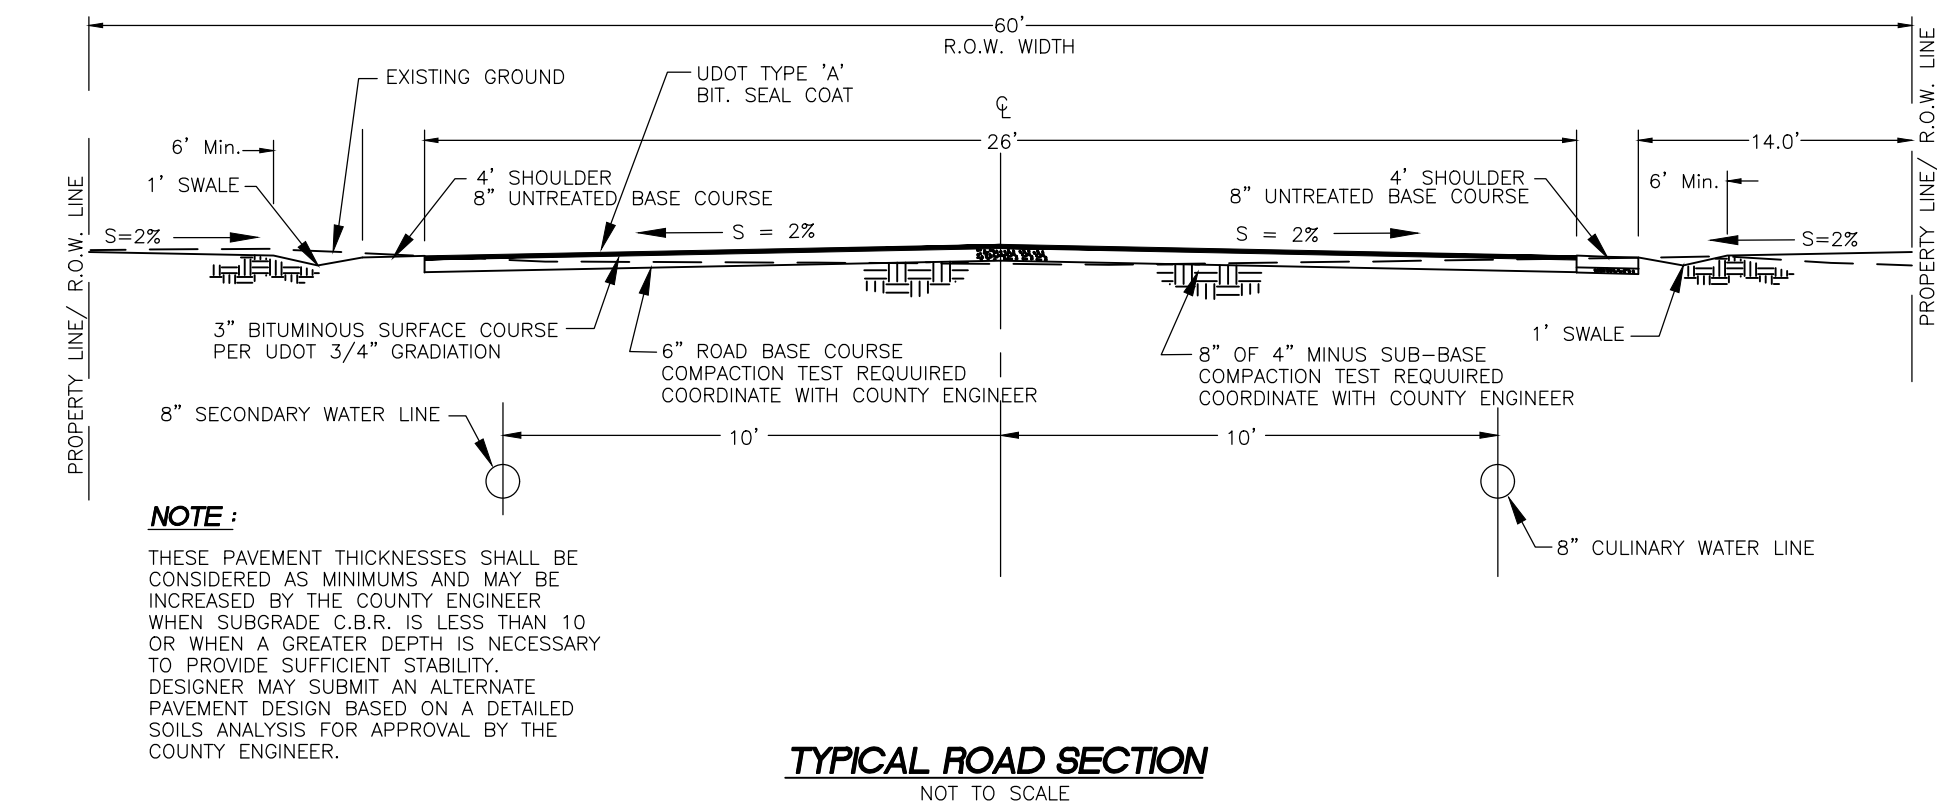 60'
R.O.W. WIDTH
EXISTING GROUND
UDOT TYPE 'A'
BIT. SEAL COAT
℄
26'
14.0'
6' Min.
1' SWALE
4' SHOULDER
8" UNTREATED BASE COURSE
4' SHOULDER
8" UNTREATED BASE COURSE
6' Min.
S=2%
S = 2%
S = 2%
S=2%
PROPERTY LINE/ R.O.W. LINE
PROPERTY LINE/ R.O.W. LINE
3" BITUMINOUS SURFACE COURSE
PER UDOT 3/4" GRADIATION
6" ROAD BASE COURSE
COMPACTION TEST REQUUIRED
COORDINATE WITH COUNTY ENGINEER
8" OF 4" MINUS SUB-BASE
COMPACTION TEST REQUUIRED
COORDINATE WITH COUNTY ENGINEER
1' SWALE
8" SECONDARY WATER LINE
10'
10'
8" CULINARY WATER LINE
NOTE :
THESE PAVEMENT THICKNESSES SHALL BE
CONSIDERED AS MINIMUMS AND MAY BE
INCREASED BY THE COUNTY ENGINEER
WHEN SUBGRADE C.B.R. IS LESS THAN 10
OR WHEN A GREATER DEPTH IS NECESSARY
TO PROVIDE SUFFICIENT STABILITY.
DESIGNER MAY SUBMIT AN ALTERNATE
PAVEMENT DESIGN BASED ON A DETAILED
SOILS ANALYSIS FOR APPROVAL BY THE
COUNTY ENGINEER.
TYPICAL ROAD SECTION
NOT TO SCALE